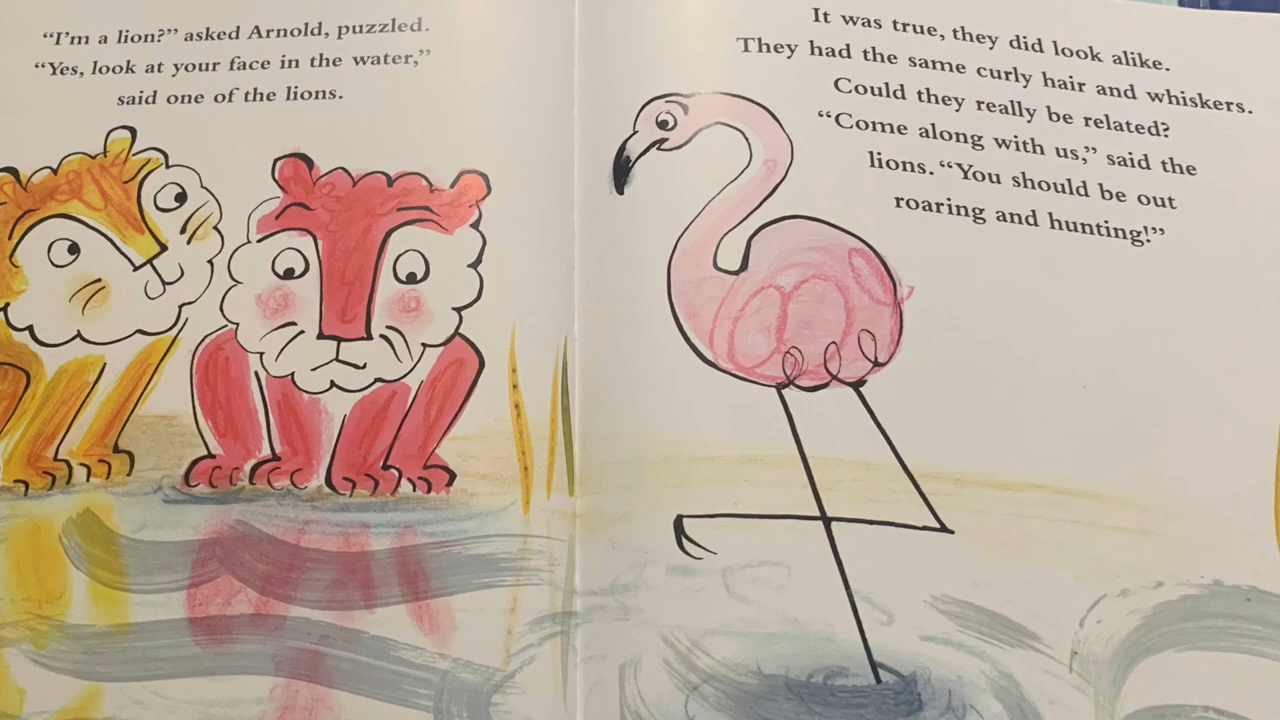 “I’m a lion?” asked Arnold, puzzled.
“Yes, look at your face in the water,”
said one of the lions.
It was true, they did look alike.
They had the same curly hair and whiskers.
Could they really be related?
“Come along with us,” said the
lions. “You should be out
roaring and hunting!”